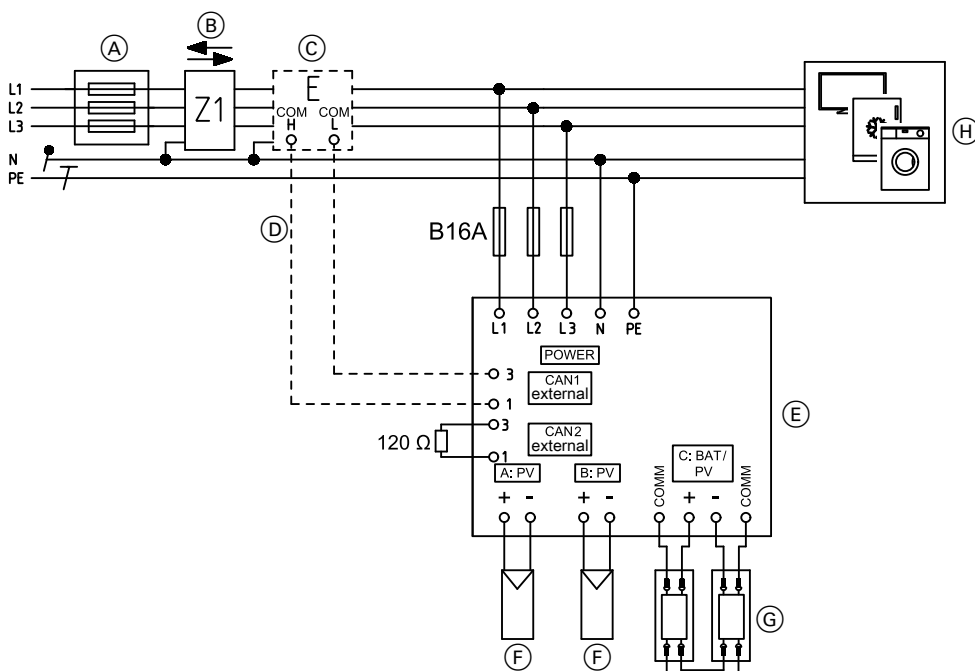 A
B
C
L1
L2
L3
N
PE
Z1
E
COM COM
H L
H
N
D
B16A
L1 L2 L3 N PE
POWER
3
CAN1
external
1
3
CAN2
external
1
120 Ω
E
A: PV
B: PV
C: BAT/
PV
COMM
COMM
+ -
+ -
+ -
F
F
G